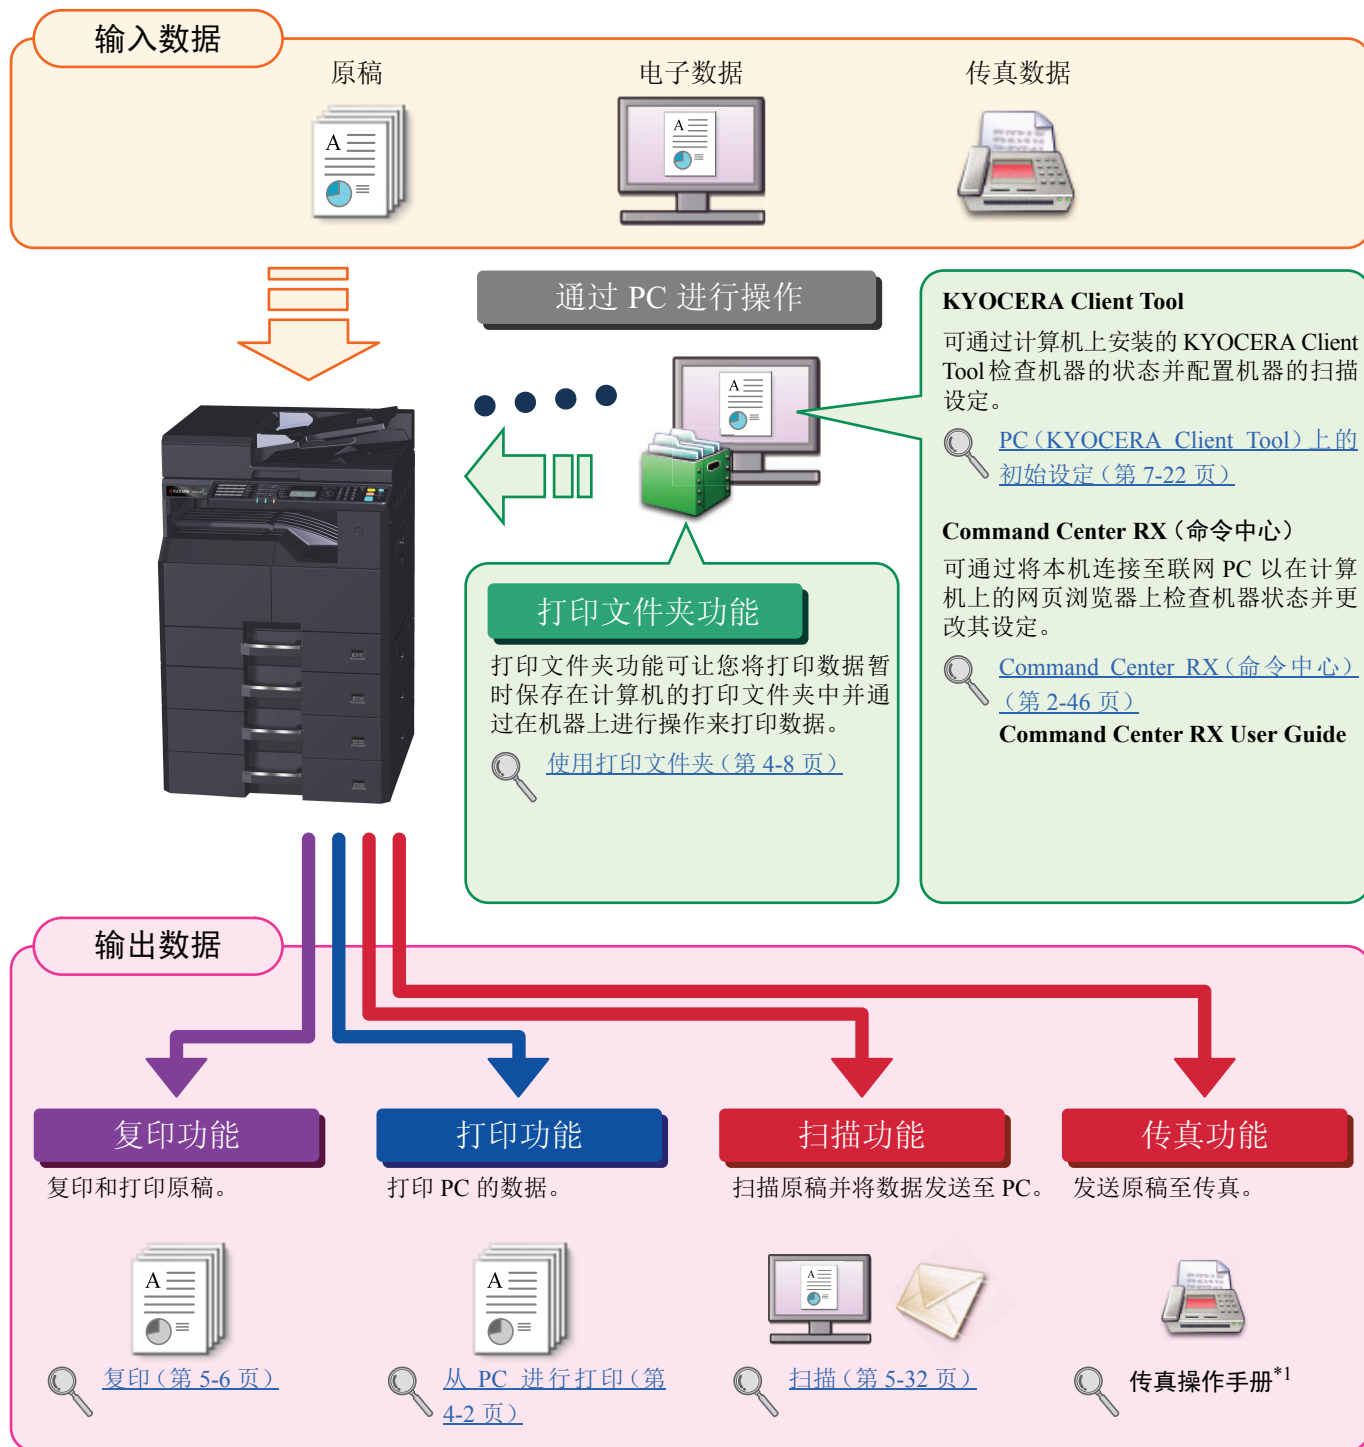 输入数据
原稿
电子数据
传真数据
A
A
通过 PC 进行操作
A
KYOCERA Client Tool
可通过计算机上安装的 KYOCERA Client
Tool 检查机器的状态并配置机器的扫描
设定。
PC（KYOCERA Client Tool）上的
初始设定（第 7-22 页）
Command Center RX（命令中心）
可通过将本机连接至联网 PC 以在计算
机上的网页浏览器上检查机器状态并更
改其设定。
Command Center RX（命令中心）
（第 2-46 页）
Command Center RX User Guide
打印文件夹功能
打印文件夹功能可让您将打印数据暂
时保存在计算机的打印文件夹中并通
过在机器上进行操作来打印数据。
使用打印文件夹（第 4-8 页）
输出数据
复印功能
复印和打印原稿。
A
复印（第 5-6 页）
打印功能
打印 PC 的数据。
A
从 PC 进行打印（第
4-2 页）
扫描功能
扫描原稿并将数据发送至 PC。
A
扫描（第 5-32 页）
传真功能
发送原稿至传真。
传真操作手册*1